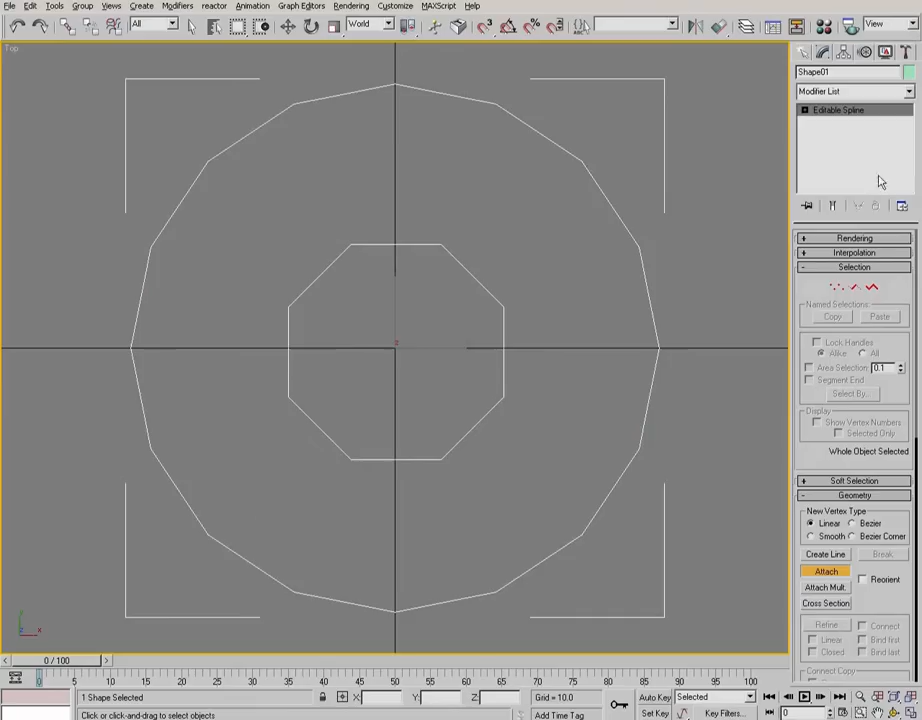 File Edit Tools Group Views Create Modifiers reactor Animation Graph Editors Rendering Customize MAXScript Help
All World View
Top
Shape01
Modifier List
Editable Spline
+ Rendering
+ Interpolation
- Selection
Named Selections:
Copy Paste
Lock Handles
Alike All
Area Selection: 0.1
Segment End
Select By...
Display
Show Vertex Numbers
Selected Only
Whole Object Selected
+ Soft Selection
- Geometry
New Vertex Type
Linear Bezier
Smooth Bezier Corner
Create Line Break
Attach Reorient
Attach Mult.
Cross Section
Refine Connect
Linear Bind first
Closed Bind last
Connect Copy
z
y
x
z
< 0 / 100 >
0 5 10 15 20 25 30 35 40 45 50 55 60 65 70 75 80 85 90 95 100
1 Shape Selected X: Y: Z: Grid = 10.0 Auto Key Selected
Click or click-and-drag to select objects Add Time Tag Set Key Key Filters... 0